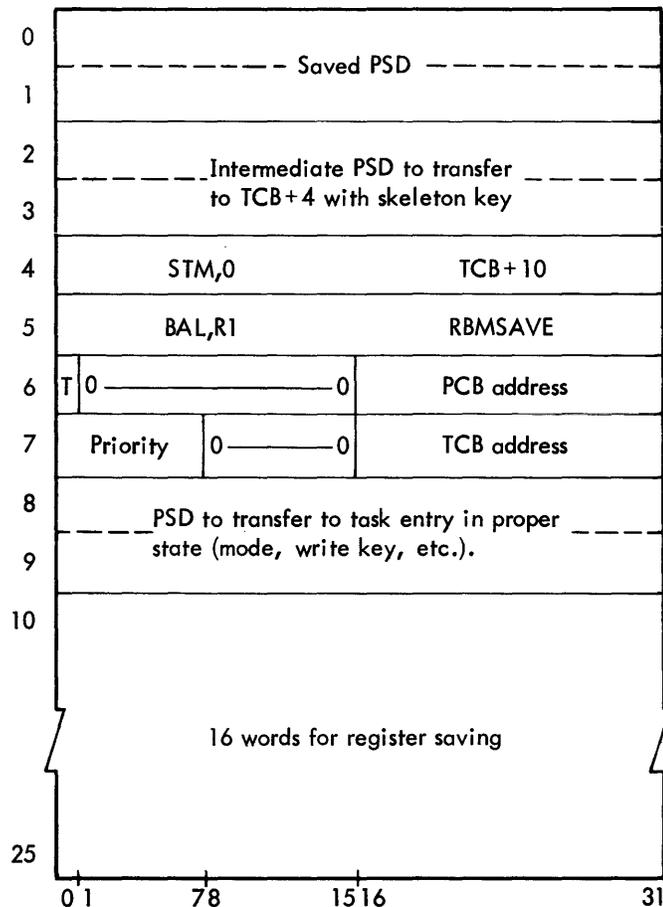 0
Saved PSD
1
2
Intermediate PSD to transfer
to TCB+4 with skeleton key
3
4 STM,0 TCB+10
5 BAL,R1 RBMSAVE
6 T 0 0 PCB address
7 Priority 0 0 TCB address
8
PSD to transfer to task entry in proper
state (mode, write key, etc.).
9
10
16 words for register saving
25
0 1 7 8 15 16 31